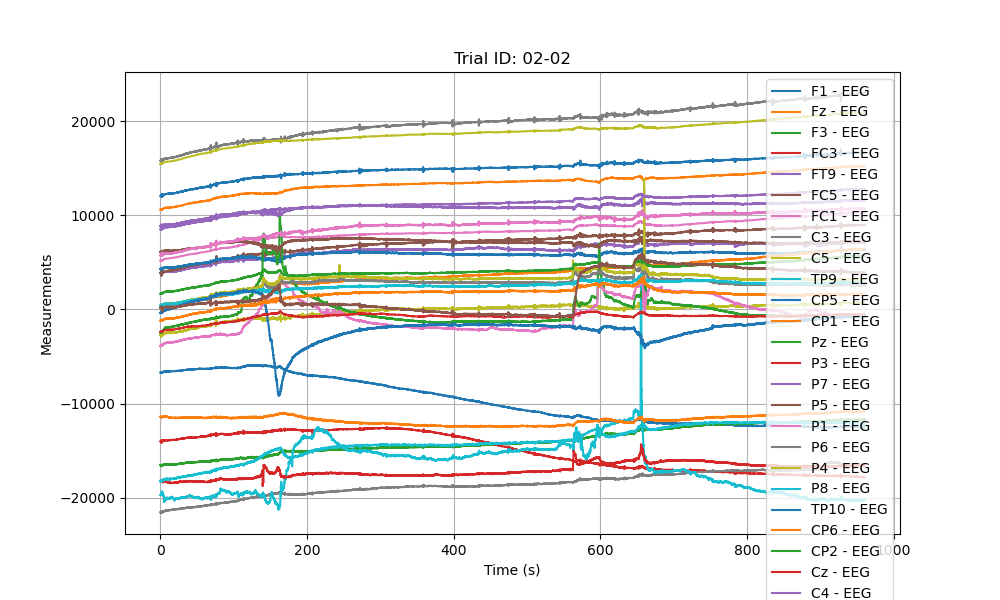 Trial ID: 02-02
Measurements
20000
10000
0
−10000
−20000
0
200
400
600
800
1000
Time (s)
F1 - EEG
Fz - EEG
F3 - EEG
FC3 - EEG
FT9 - EEG
FC5 - EEG
FC1 - EEG
C3 - EEG
C5 - EEG
TP9 - EEG
CP5 - EEG
CP1 - EEG
Pz - EEG
P3 - EEG
P7 - EEG
P5 - EEG
P1 - EEG
P6 - EEG
P4 - EEG
P8 - EEG
TP10 - EEG
CP6 - EEG
CP2 - EEG
Cz - EEG
C4 - EEG